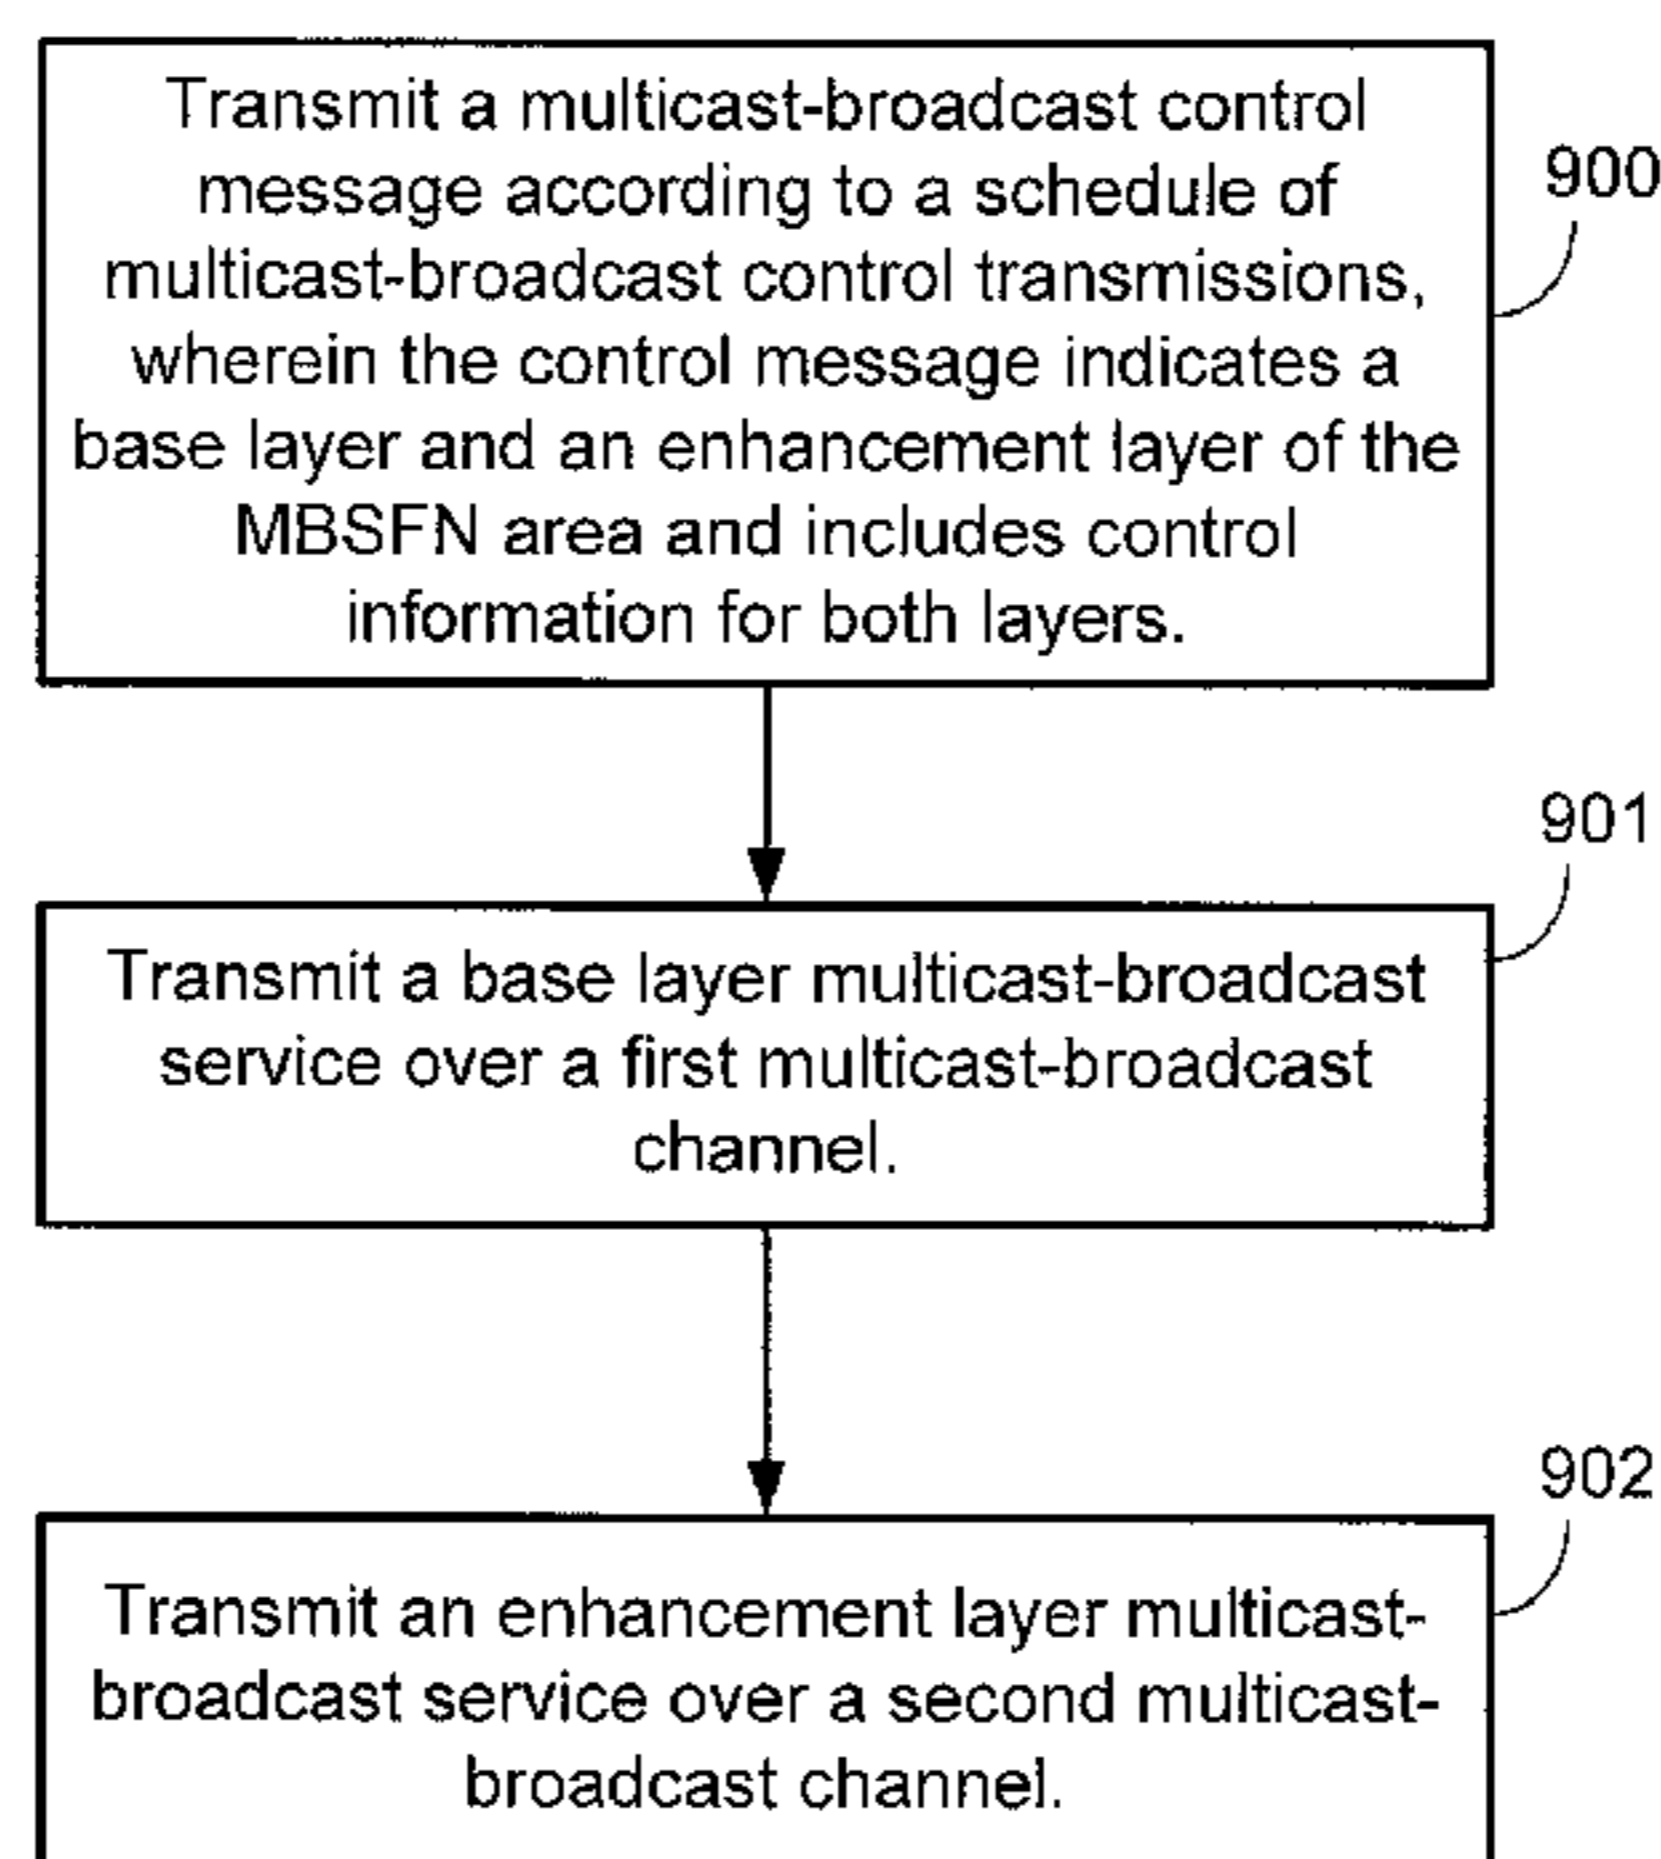 Transmit a multicast-broadcast control
message according to a schedule of
multicast-broadcast control transmissions,
wherein the control message indicates a
base layer and an enhancement layer of the
MBSFN area and includes control
information for both layers.
900
Transmit a base layer multicast-broadcast
service over a first multicast-broadcast
channel.
901
Transmit an enhancement layer multicast-
broadcast service over a second multicast-
broadcast channel.
902